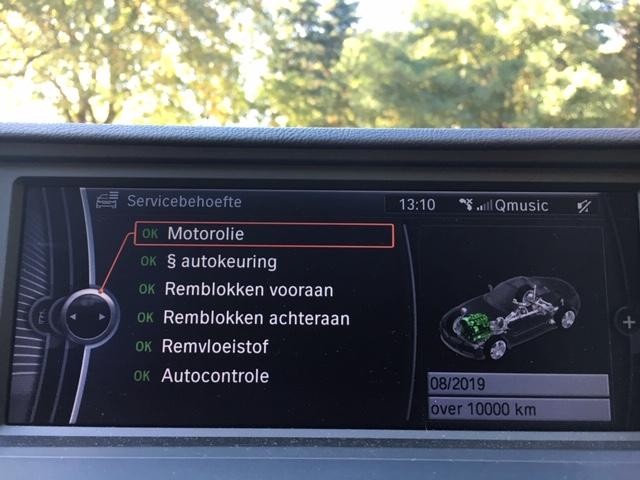 Servicebehoefte 13:10 Qmusic
OK Motorolie
OK § autokeuring
OK Remblokken vooraan
OK Remblokken achteraan
OK Remvloeistof
OK Autocontrole
08/2019
over 10000 km